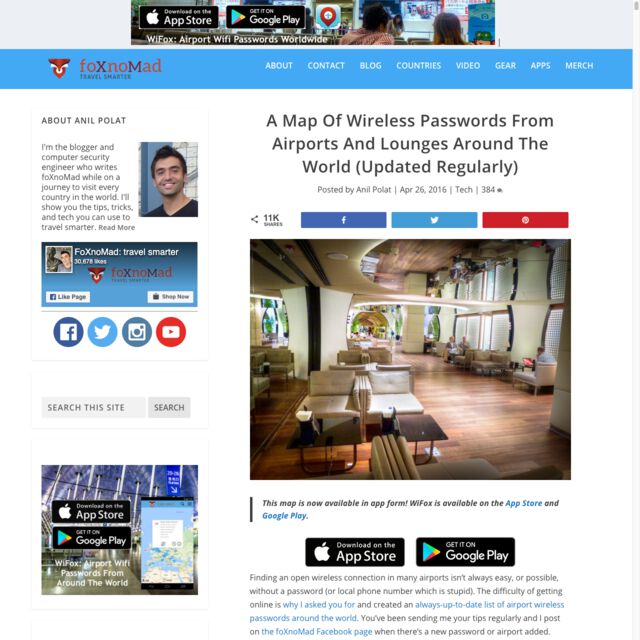 Download on the
App Store
GET IT ON
Google Play
WiFox: Airport Wifi Passwords Worldwide
foXnoMad
TRAVEL SMARTER
ABOUT CONTACT BLOG COUNTRIES VIDEO GEAR APPS MERCH
ABOUT ANIL POLAT
I'm the blogger and
computer security
engineer who writes
foXnoMad while on a
journey to visit every
country in the world. I'll
show you the tips, tricks,
and tech you can use to
travel smarter. Read More
FoXnoMad: travel smarter
30,678 likes
foXnoMad
TRAVEL SMARTER
Like Page
Shop Now
SEARCH THIS SITE
SEARCH
Download on the
App Store
GET IT ON
Google Play
WiFox: Airport Wifi
Passwords From
Around The World
A Map Of Wireless Passwords From
Airports And Lounges Around The
World (Updated Regularly)
Posted by Anil Polat | Apr 26, 2016 | Tech | 384
11K
SHARES
This map is now available in app form! WiFox is available on the App Store and
Google Play.
Download on the
App Store
GET IT ON
Google Play
Finding an open wireless connection in many airports isn't always easy, or possible,
without a password (or local phone number which is stupid). The difficulty of getting
online is why I asked you for and created an always-up-to-date list of airport wireless
passwords around the world. You've been sending me your tips regularly and I post
on the foXnoMad Facebook page when there's a new password or airport added.